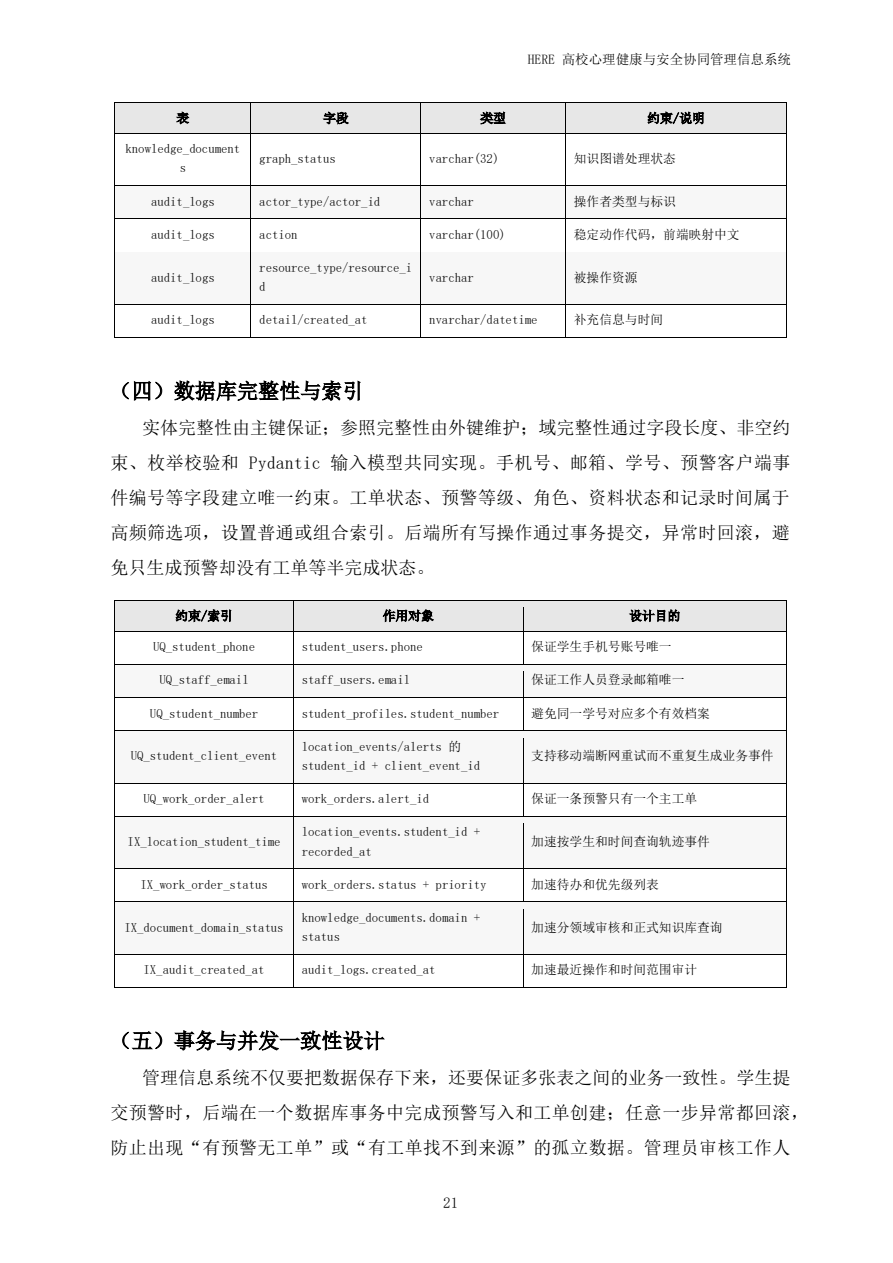 HERE 高校心理健康与安全协同管理信息系统
表 字段 类型 约束/说明
knowledge_document
s graph_status varchar(32) 知识图谱处理状态
audit_logs actor_type/actor_id varchar 操作者类型与标识
audit_logs action varchar(100) 稳定动作代码，前端映射中文
audit_logs resource_type/resource_i
d varchar 被操作资源
audit_logs detail/created_at nvarchar/datetime 补充信息与时间
（四）数据库完整性与索引
实体完整性由主键保证；参照完整性由外键维护；域完整性通过字段长度、非空约
束、枚举校验和 Pydantic 输入模型共同实现。手机号、邮箱、学号、预警客户端事
件编号等字段建立唯一约束。工单状态、预警等级、角色、资料状态和记录时间属于
高频筛选项，设置普通或组合索引。后端所有写操作通过事务提交，异常时回滚，避
免只生成预警却没有工单等半完成状态。
约束/索引 作用对象 设计目的
UQ_student_phone student_users.phone 保证学生手机号账号唯一
UQ_staff_email staff_users.email 保证工作人员登录邮箱唯一
UQ_student_number student_profiles.student_number 避免同一学号对应多个有效档案
UQ_student_client_event location_events/alerts 的
student_id + client_event_id 支持移动端断网重试而不重复生成业务事件
UQ_work_order_alert work_orders.alert_id 保证一条预警只有一个主工单
IX_location_student_time location_events.student_id +
recorded_at 加速按学生和时间查询轨迹事件
IX_work_order_status work_orders.status + priority 加速待办和优先级列表
IX_document_domain_status knowledge_documents.domain +
status 加速分领域审核和正式知识库查询
IX_audit_created_at audit_logs.created_at 加速最近操作和时间范围审计
（五）事务与并发一致性设计
管理信息系统不仅要把数据保存下来，还要保证多张表之间的业务一致性。学生提
交预警时，后端在一个数据库事务中完成预警写入和工单创建；任意一步异常都回滚，
防止出现“有预警无工单”或“有工单找不到来源”的孤立数据。管理员审核工作人
21